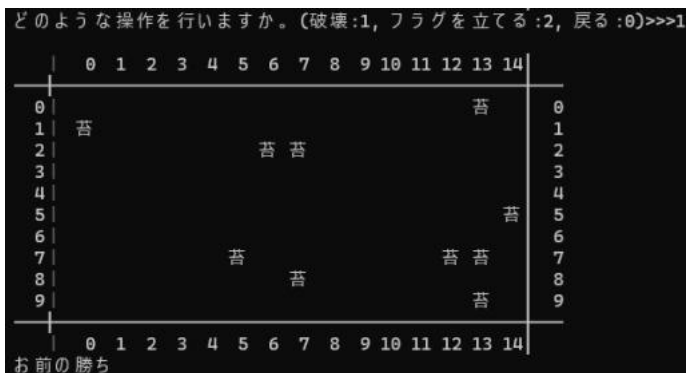 どのような操作を行いますか。(破壊:1, フラグを立てる:2, 戻る:0)>>>1
0 1 2 3 4 5 6 7 8 9 10 11 12 13 14
0 苔 0
1 苔 1
2 苔 苔 2
3 3
4 4
5 苔 5
6 6
7 苔 苔 苔 7
8 苔 8
9 苔 9
0 1 2 3 4 5 6 7 8 9 10 11 12 13 14
お前の勝ち